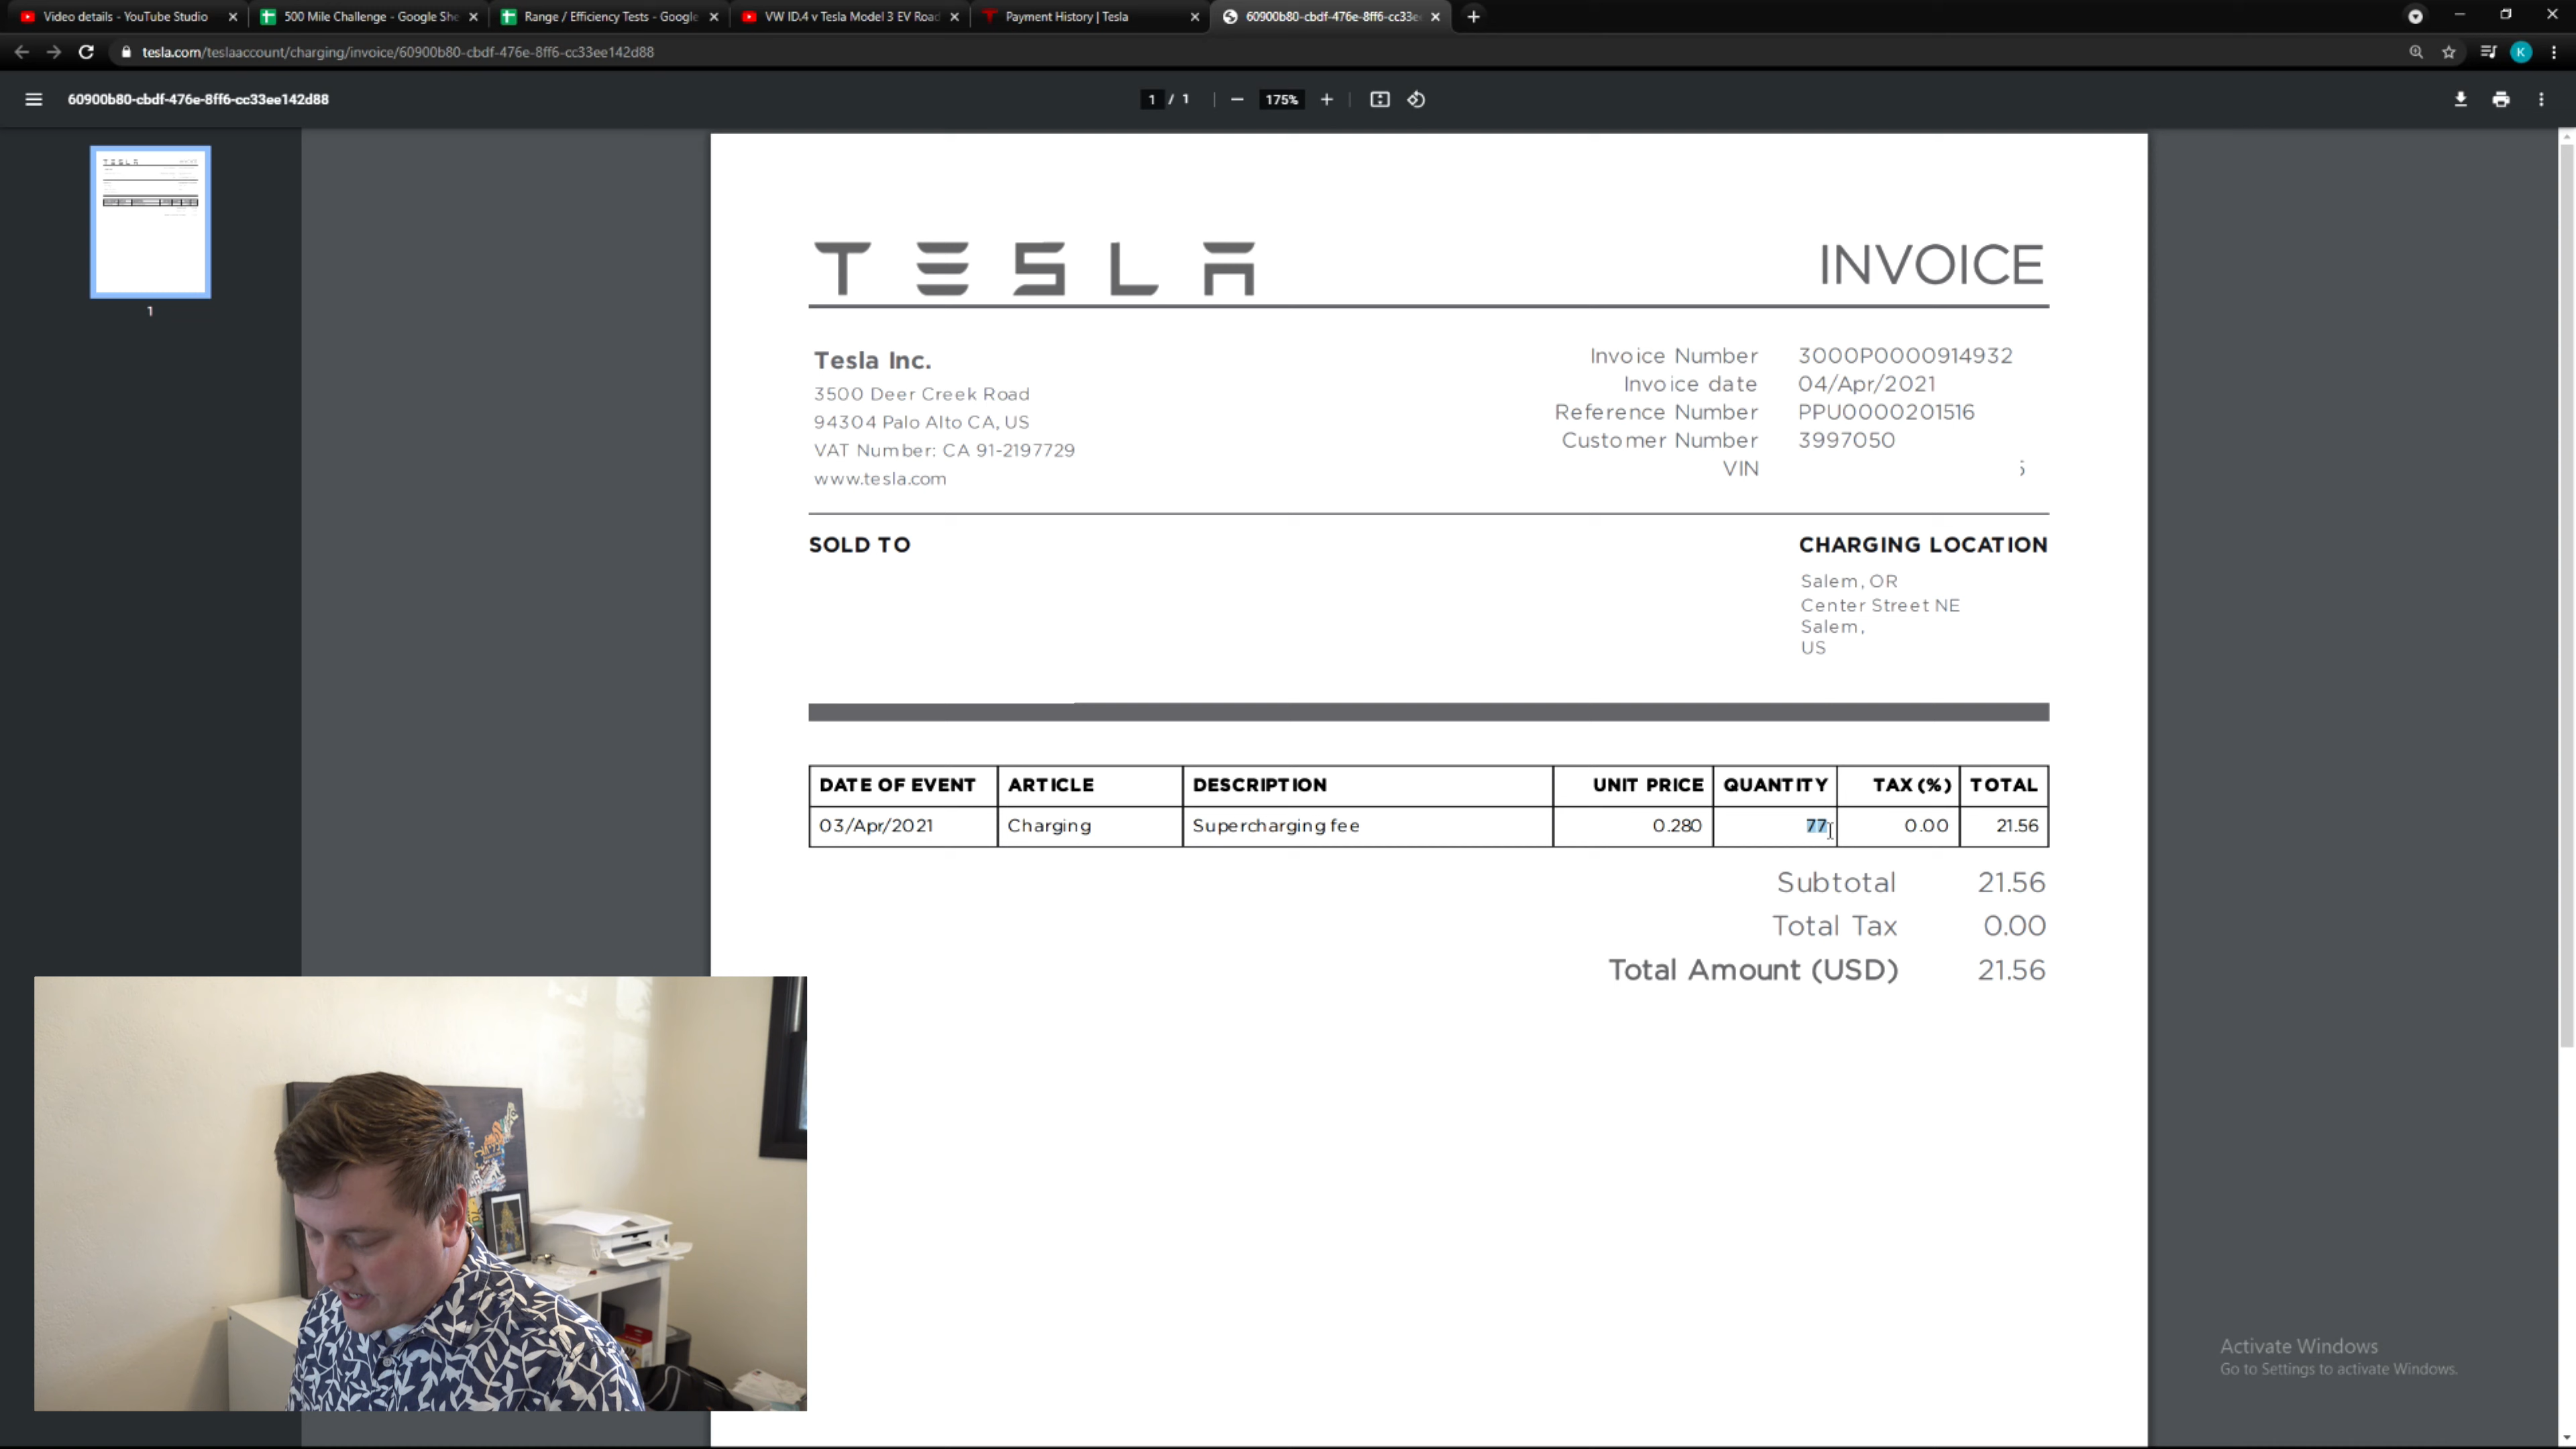 Video details - YouTube Studio
500 Mile Challenge - Google She
Range / Efficiency Tests - Google
VW ID.4 v Tesla Model 3 EV Road
Payment History | Tesla
60900b80-cbdf-476e-8ff6-cc33e
tesla.com/teslaaccount/charging/invoice/60900b80-cbdf-476e-8ff6-cc33ee142d88
K
60900b80-cbdf-476e-8ff6-cc33ee142d88
1 / 1
175%
1
TESLA
INVOICE
Tesla Inc.
3500 Deer Creek Road
94304 Palo Alto CA, US
VAT Number: CA 91-2197729
www.tesla.com
Invoice Number 3000P0000914932
Invoice date 04/Apr/2021
Reference Number PPU0000201516
Customer Number 3997050
VIN
SOLD TO
CHARGING LOCATION
Salem, OR
Center Street NE
Salem,
US
DATE OF EVENT ARTICLE DESCRIPTION UNIT PRICE QUANTITY TAX (%) TOTAL
03/Apr/2021 Charging Supercharging fee 0.280 77 0.00 21.56
Subtotal 21.56
Total Tax 0.00
Total Amount (USD) 21.56
Activate Windows
Go to Settings to activate Windows.